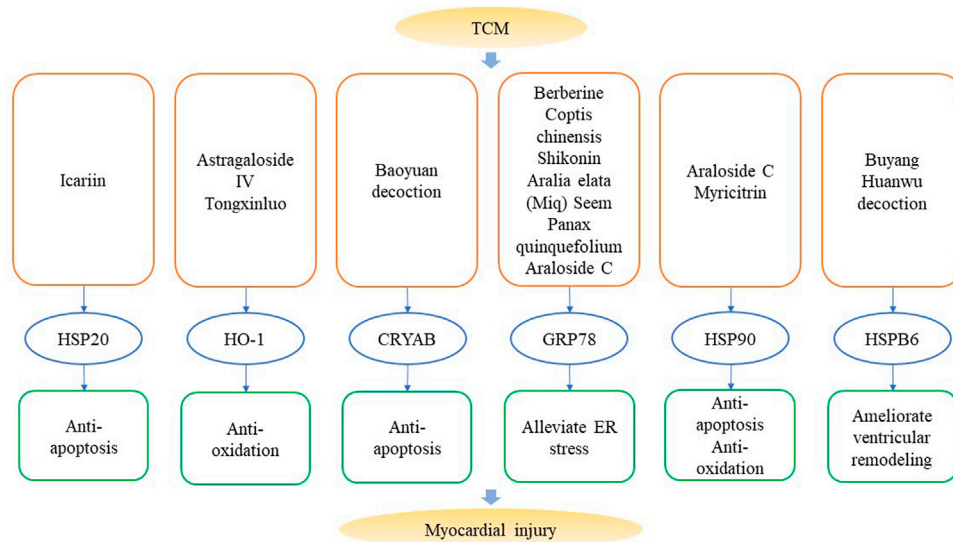 TCM
Icariin
Astragaloside
IV
Tongxinluo
Baoyuan
decoction
Berberine
Coptis
chinensis
Shikonin
Aralia elata
(Miq) Seem
Panax
quinquefolium
Araloside C
Araloside C
Myricitrin
Buyang
Huanwu
decoction
HSP20
HO-1
CRYAB
GRP78
HSP90
HSPB6
Anti-
apoptosis
Anti-
oxidation
Anti-
apoptosis
Alleviate ER
stress
Anti-
apoptosis
Anti-
oxidation
Ameliorate
ventricular
remodeling
Myocardial injury